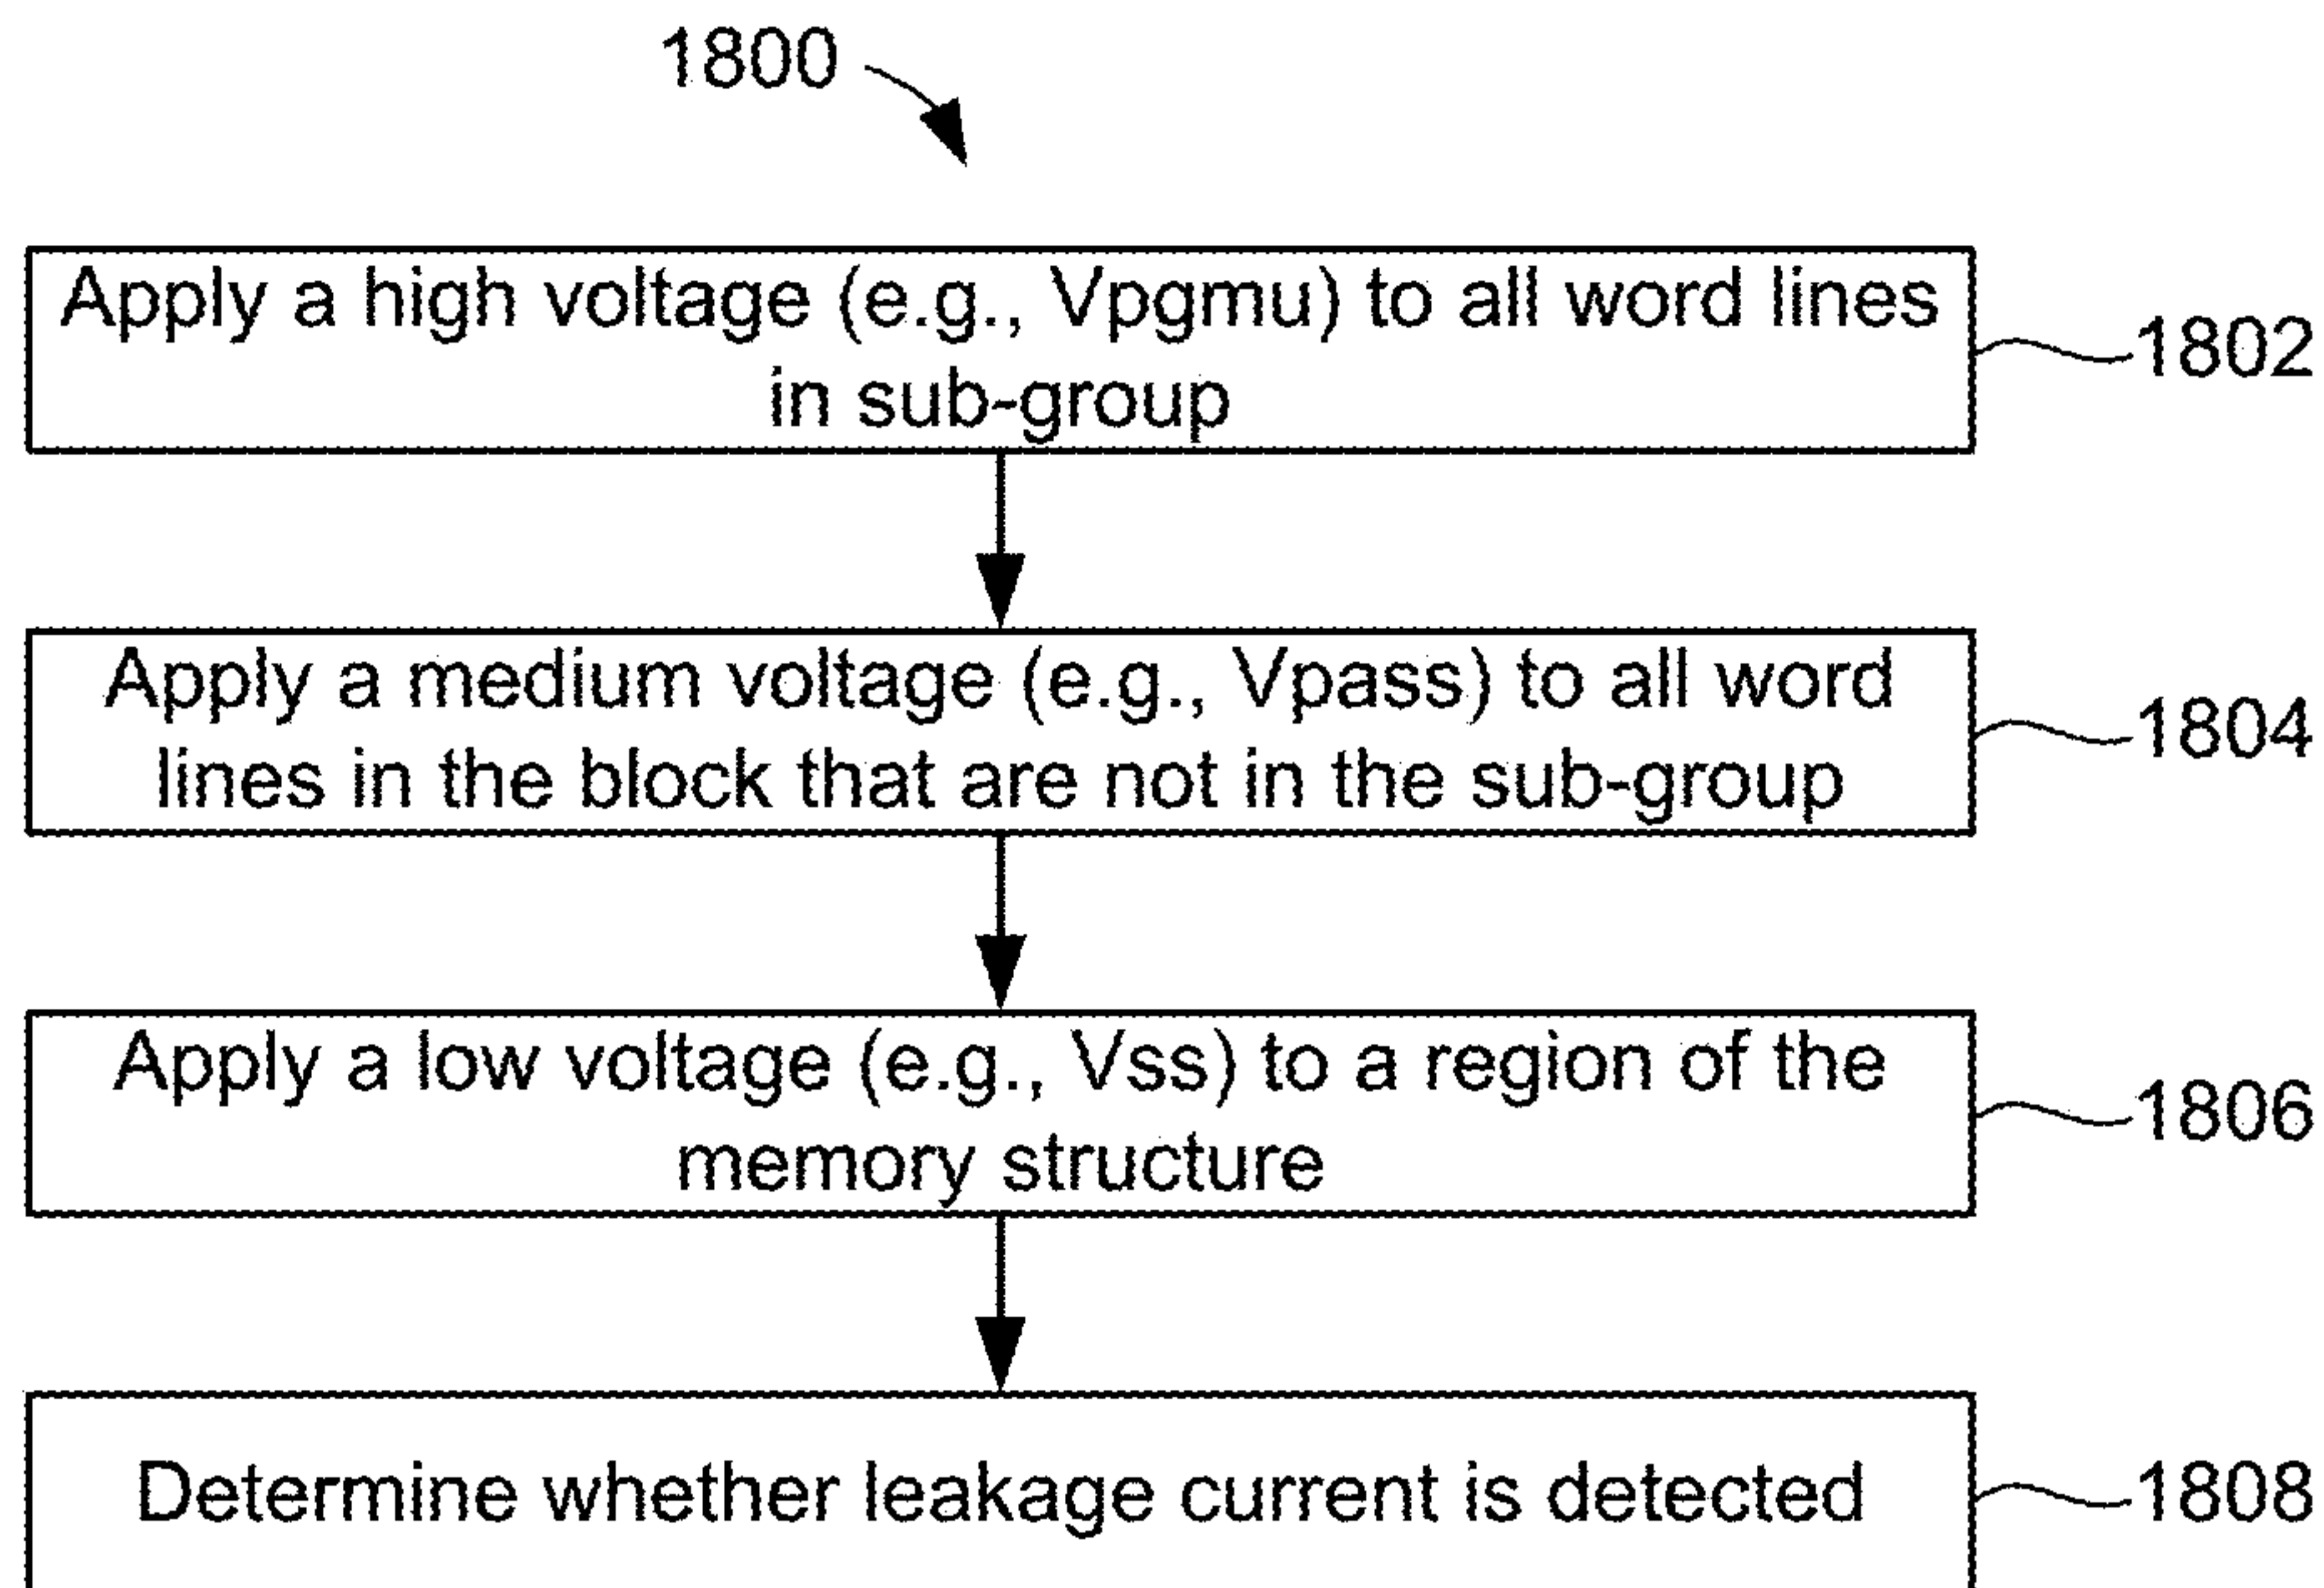 1800
Apply a high voltage (e.g., Vpgmu) to all word lines
in sub-group
1802
Apply a medium voltage (e.g., Vpass) to all word
lines in the block that are not in the sub-group
1804
Apply a low voltage (e.g., Vss) to a region of the
memory structure
1806
Determine whether leakage current is detected
1808